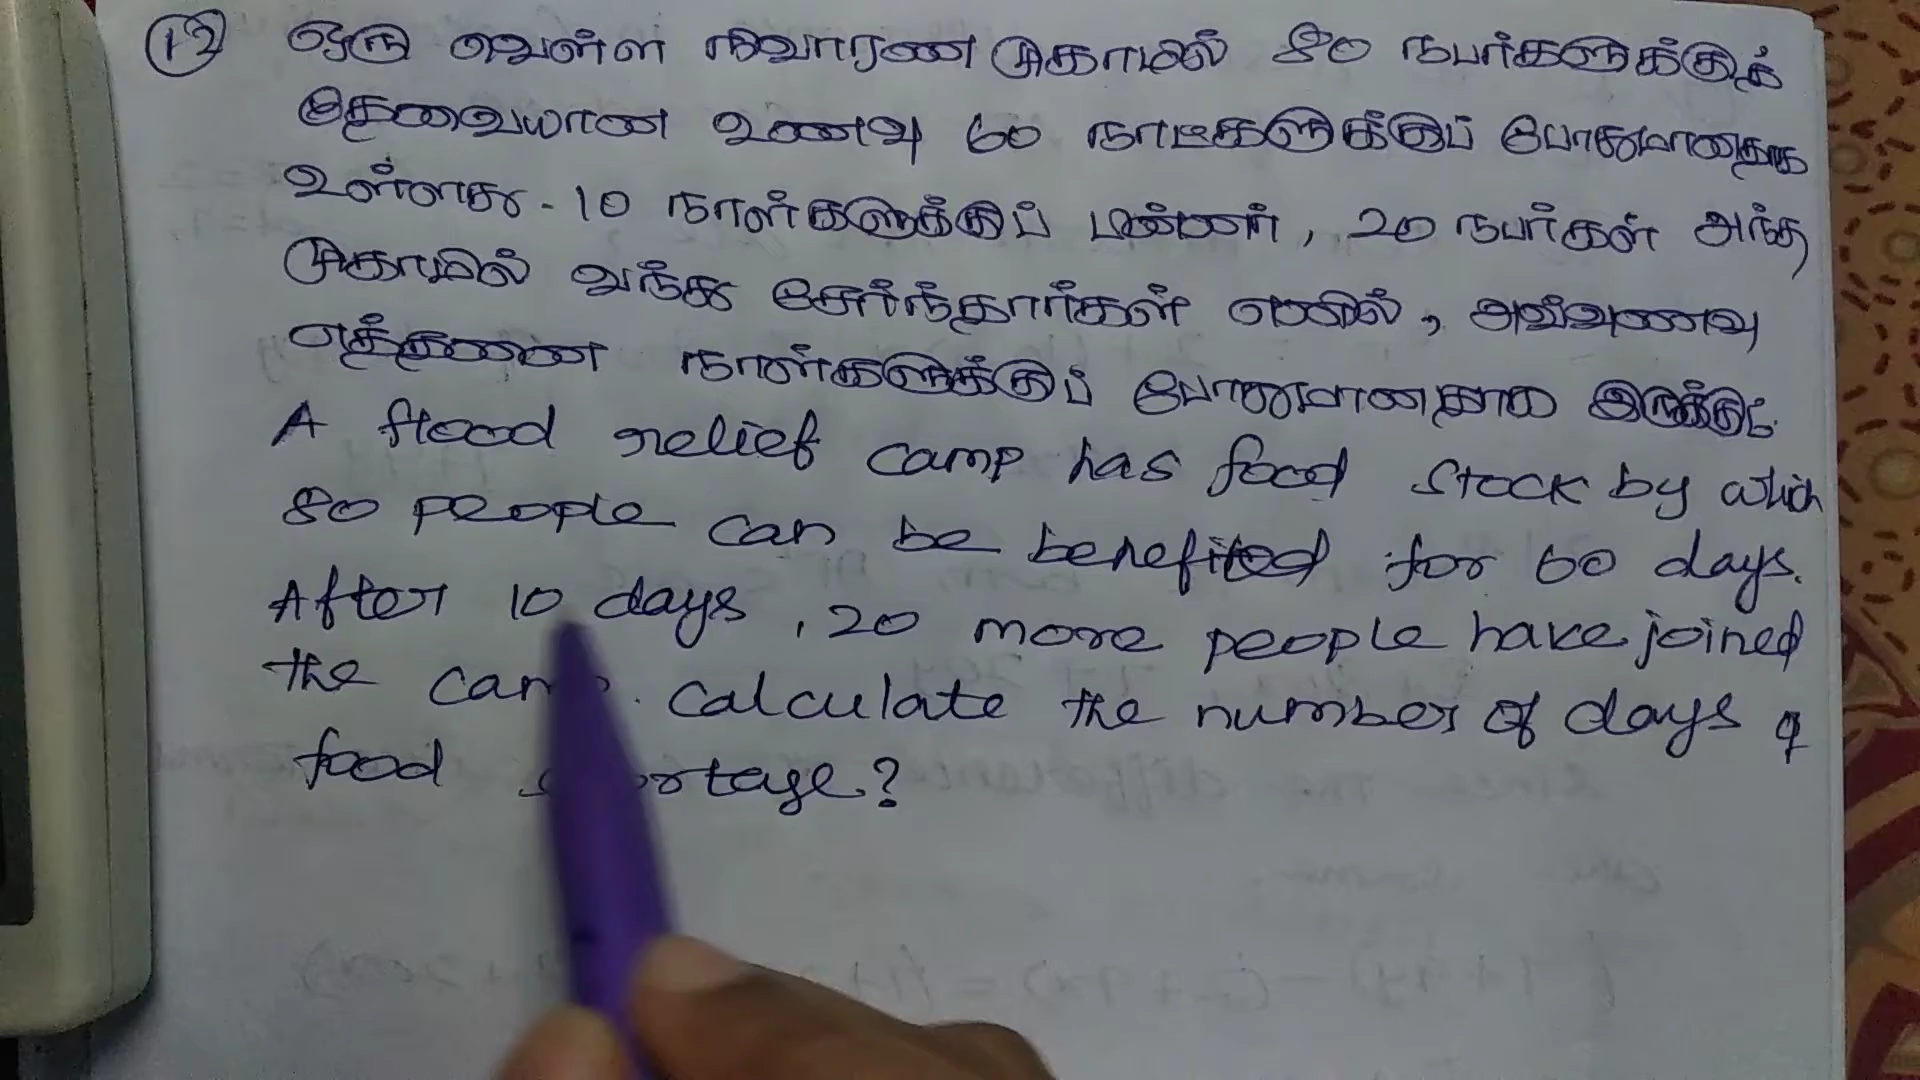 12 ஒரு வெள்ள நிவாரண முகாமில் 80 நபர்களுக்குத்
தேவையான உணவு 60 நாட்களுக்குப் போதுமானதாக
உள்ளது. 10 நாள்களுக்குப் பின்னர், 20 நபர்கள் அந்த
முகாமில் வந்து சேர்ந்தார்கள் எனில், அவ்வுணவு
எத்தனை நாள்களுக்குப் போதுமானதாக இருக்கும்
A flood relief camp has food stock by which
80 people can be benefited for 60 days.
After 10 days, 20 more people have joined
the camp. calculate the number of days of
food shortage?